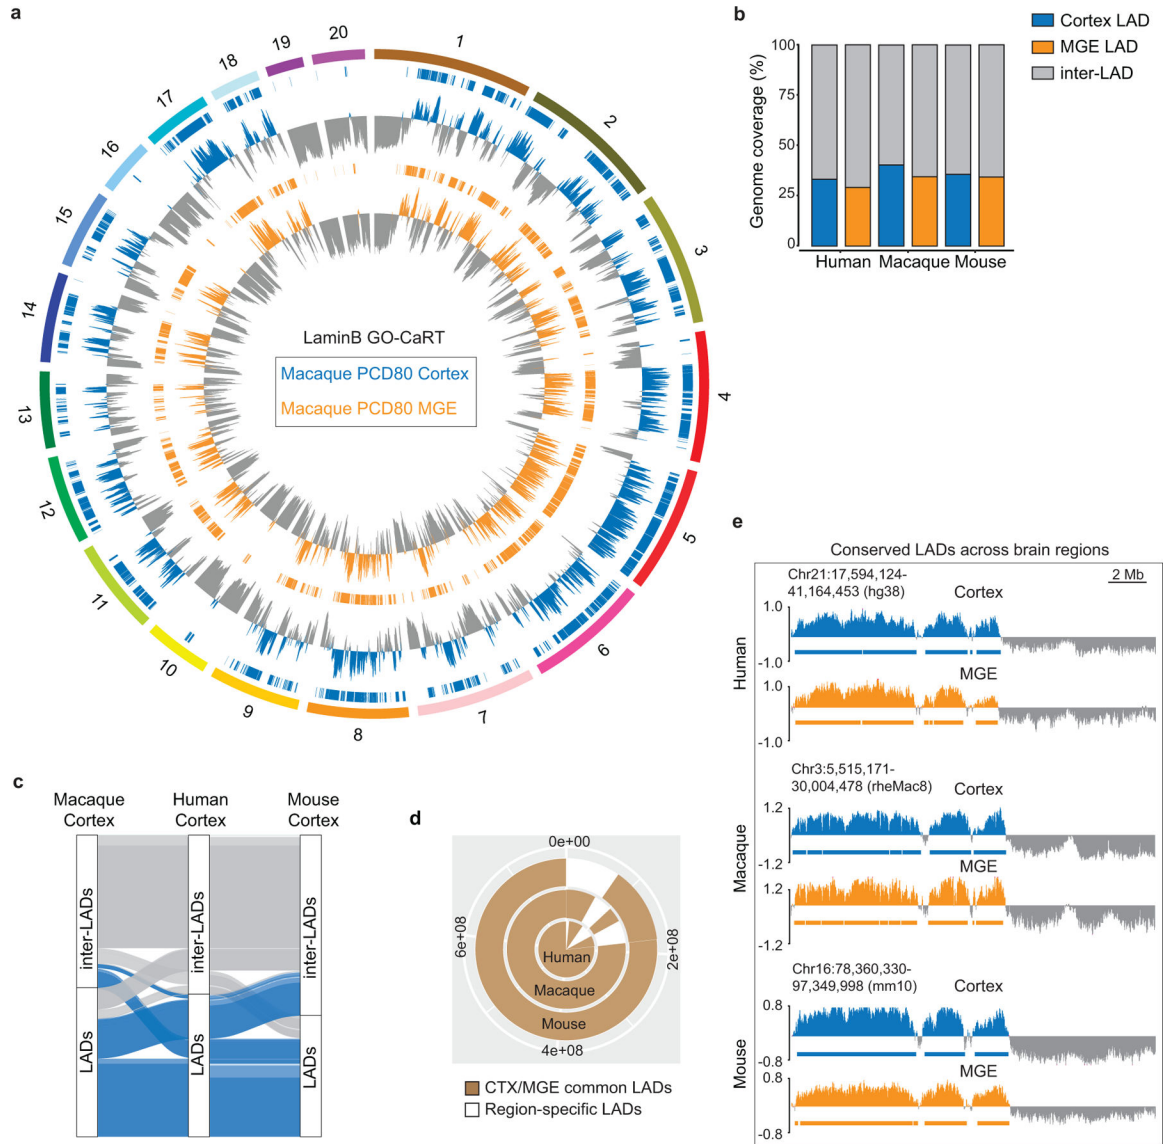 a
1
2
3
4
5
6
7
8
9
10
11
12
13
14
15
16
17
18
19
20
LaminB GO-CaRT
Macaque PCD80 Cortex
Macaque PCD80 MGE
b
Genome coverage (%)
100
75
50
25
0
Human Macaque Mouse
Cortex LAD
MGE LAD
inter-LAD
c
Macaque
Cortex
Human
Cortex
Mouse
Cortex
inter-LADs
LADs
inter-LADs
LADs
inter-LADs
LADs
d
0e+00
2e+08
4e+08
6e+08
Human
Macaque
Mouse
CTX/MGE common LADs
Region-specific LADs
e
Conserved LADs across brain regions
2 Mb
Human
Chr21:17,594,124-
41,164,453 (hg38)
Cortex
1.0
-1.0
MGE
1.0
-1.0
Macaque
Chr3:5,515,171-
30,004,478 (rheMac8)
Cortex
1.2
-1.2
MGE
1.2
-1.2
Mouse
Chr16:78,360,330-
97,349,998 (mm10)
Cortex
0.8
-0.8
MGE
0.8
-0.8